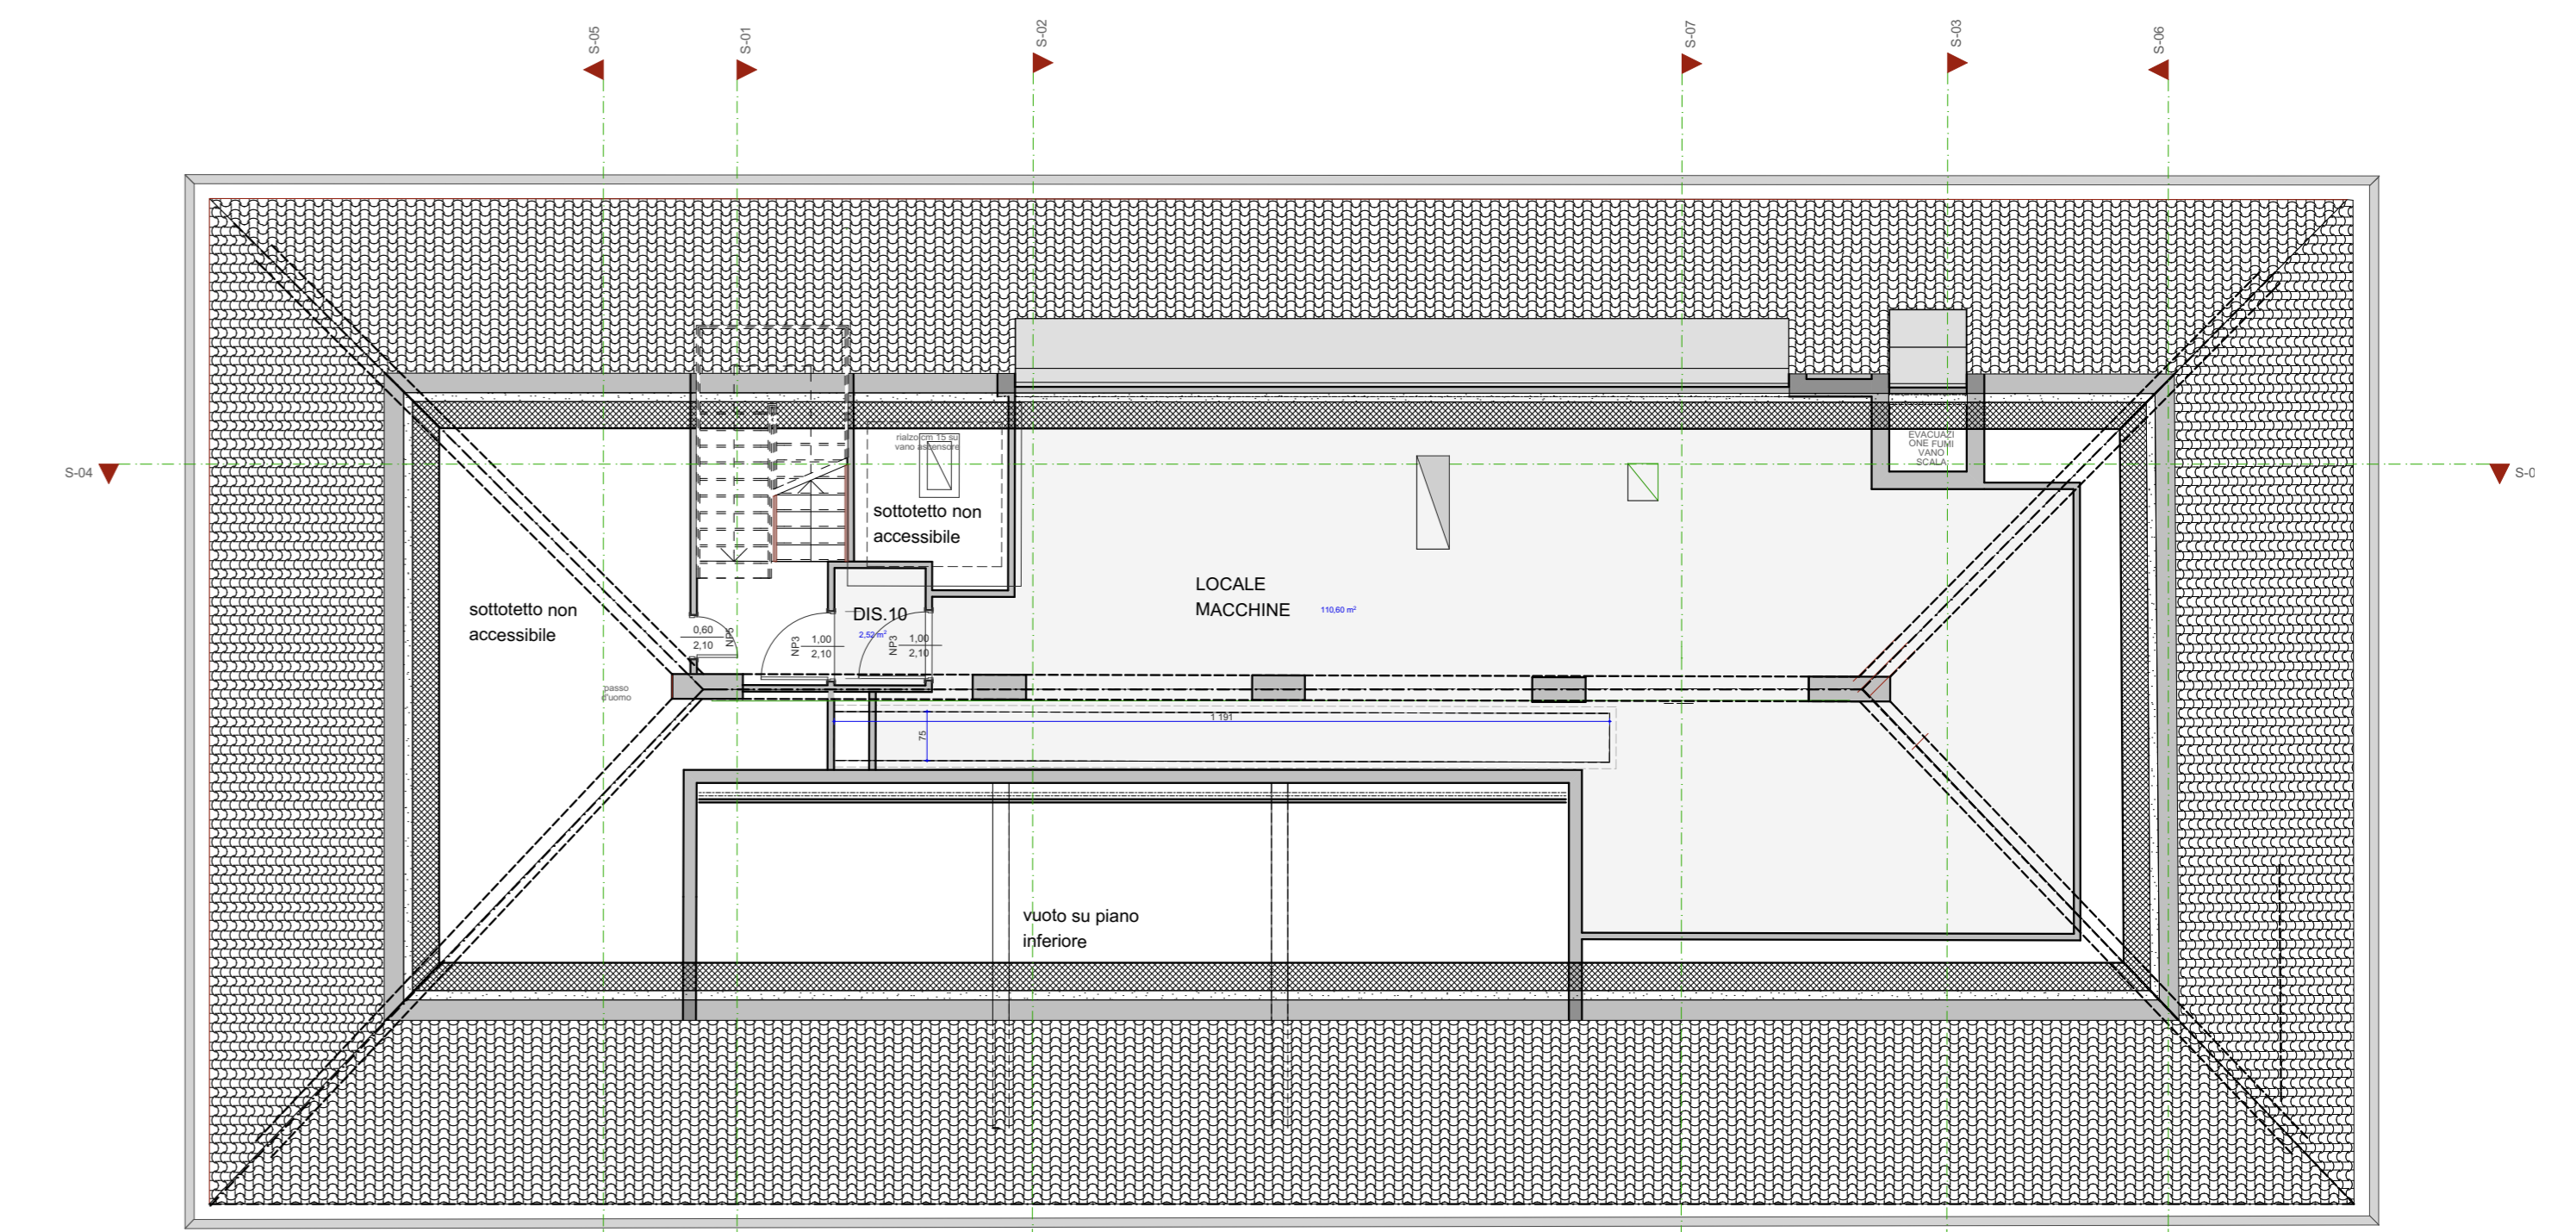 S-05
S-01
S-02
S-07
S-03
S-06
S-04
rialzo cm 15 su
vano ascensore
EVACUAZI
ONE FUMI
VANO
SCALA
sottotetto non
accessibile
LOCALE
MACCHINE
110,60 m²
sottotetto non
accessibile
DIS.10
2,52 m²
0,60
2,10
NP5
NP3
1,00
2,10
NP3
1,00
2,10
passo
d'uomo
1 191
75
vuoto su piano
inferiore